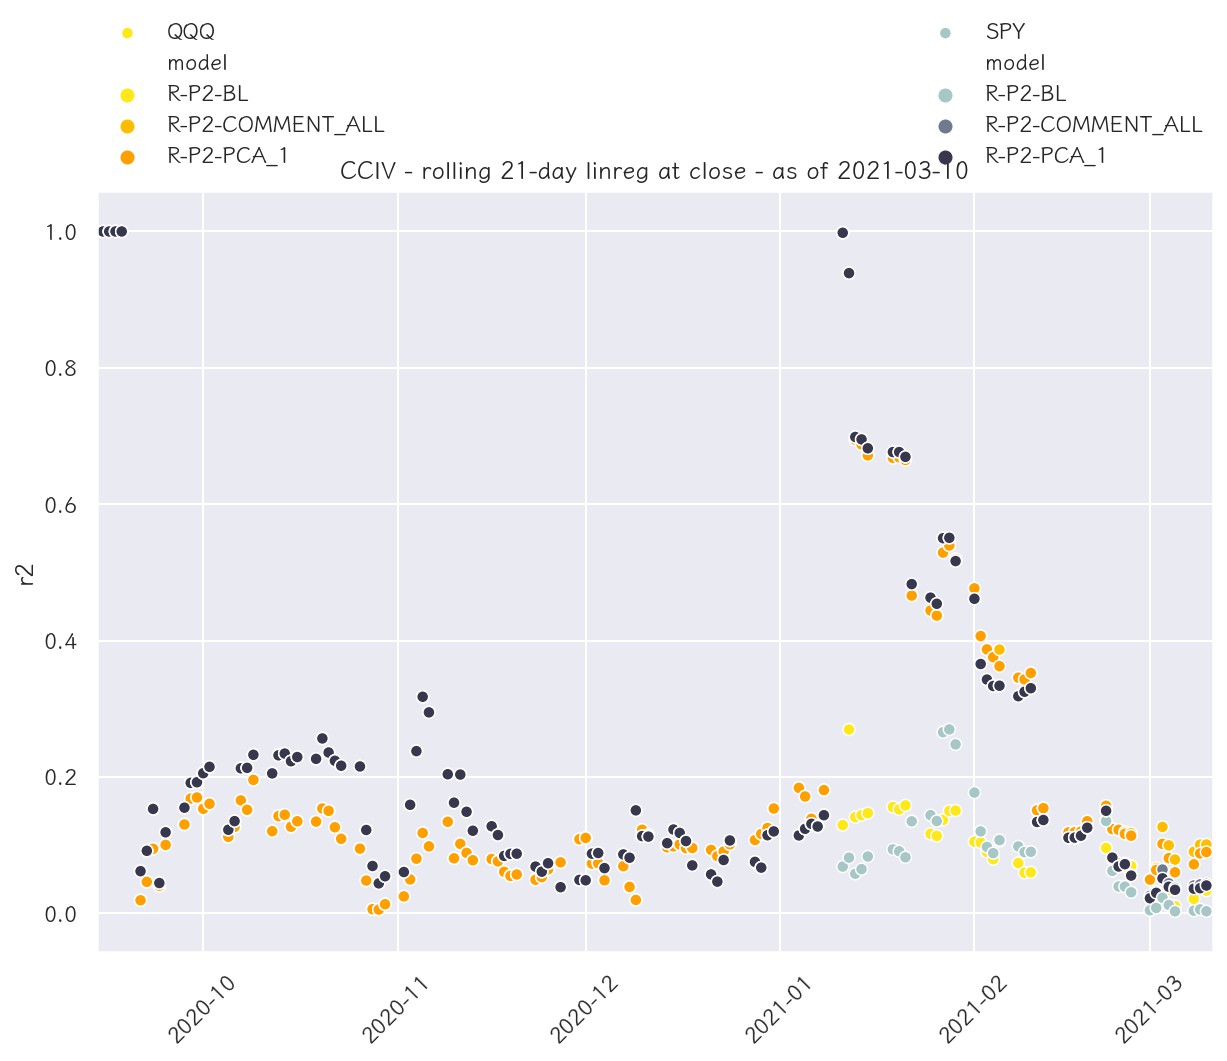 QQQ
model
R-P2-BL
R-P2-COMMENT_ALL
R-P2-PCA_1
SPY
model
R-P2-BL
R-P2-COMMENT_ALL
R-P2-PCA_1
CCIV - rolling 21-day linreg at close - as of 2021-03-10
1.0
0.8
0.6
0.4
0.2
0.0
r2
2020-10
2020-11
2020-12
2021-01
2021-02
2021-03